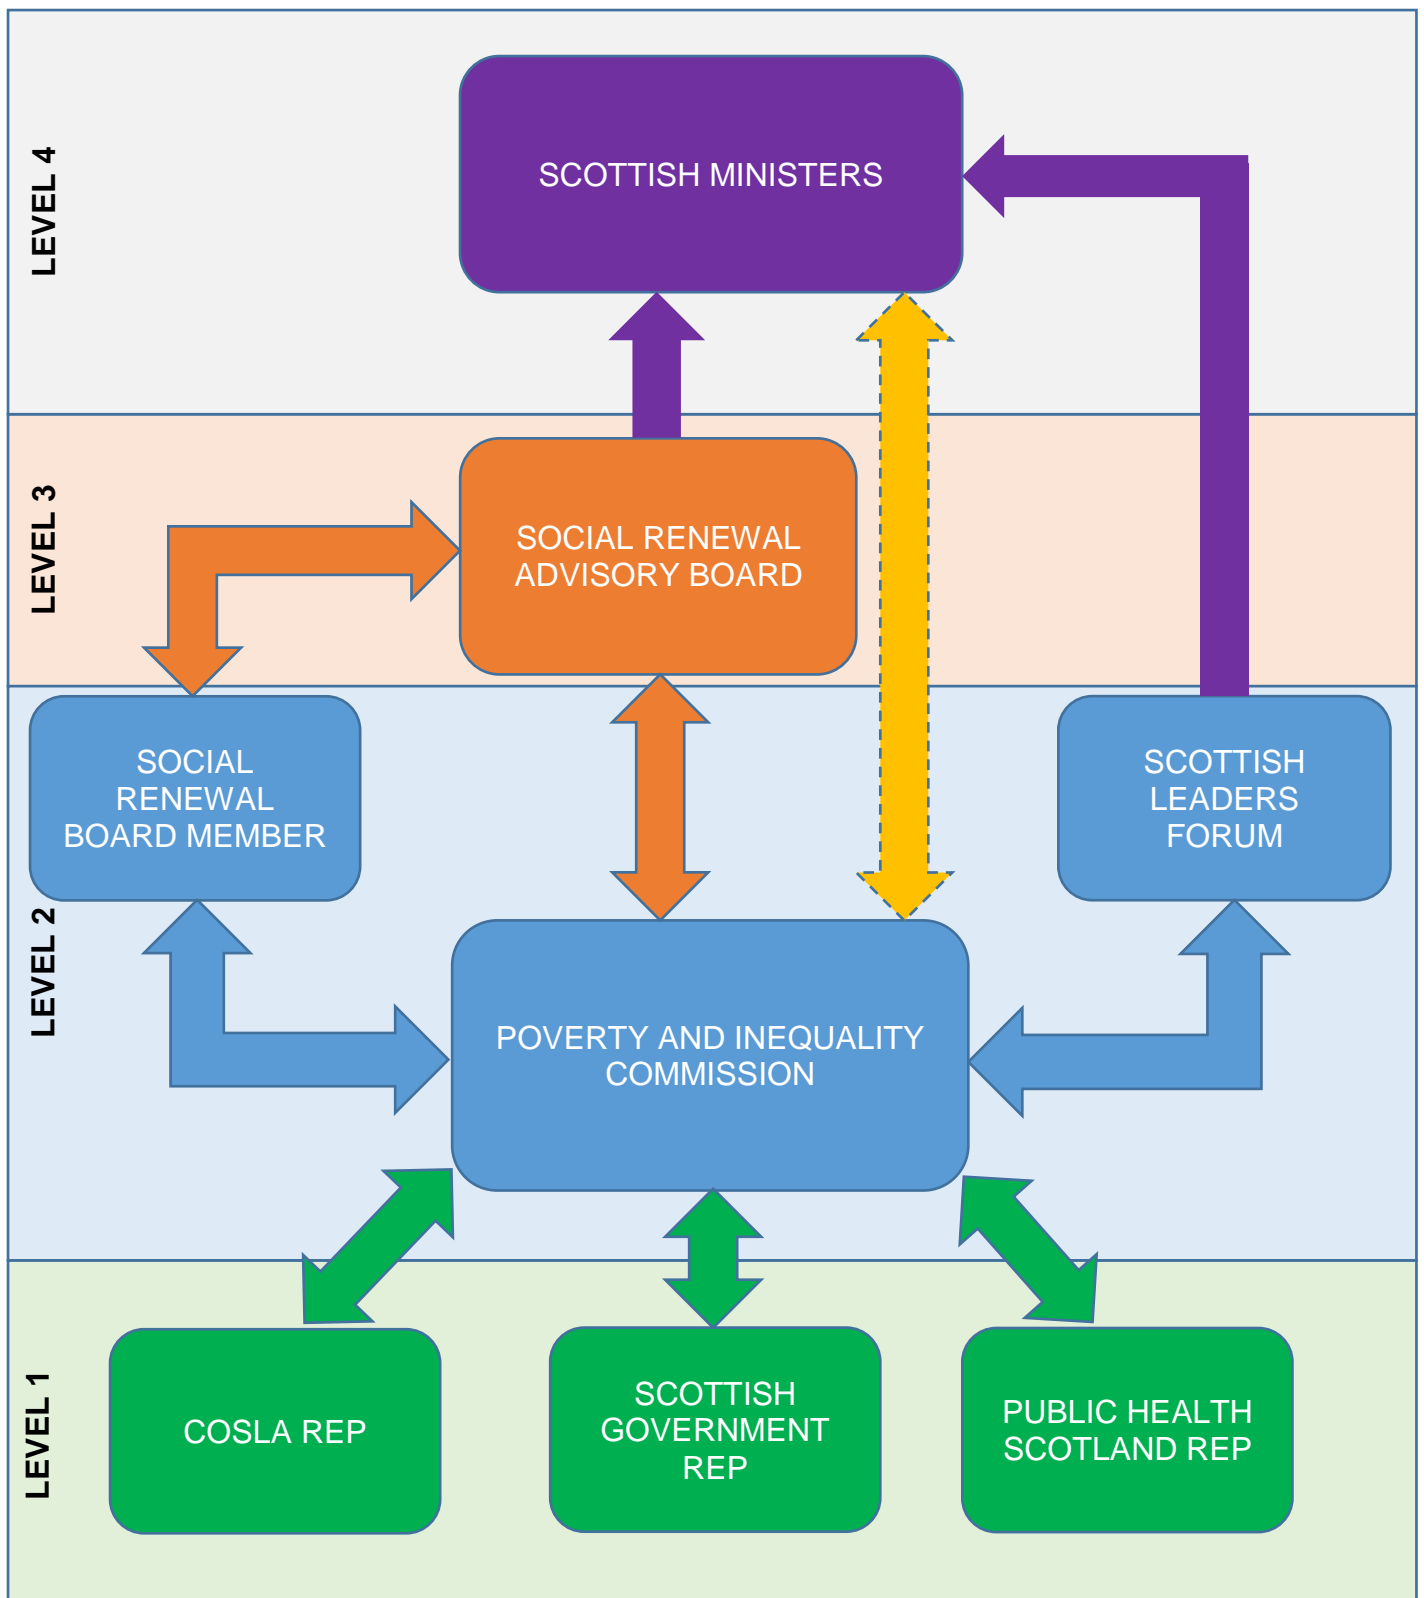 LEVEL 4
SCOTTISH MINISTERS
LEVEL 3
SOCIAL RENEWAL
ADVISORY BOARD
LEVEL 2
SOCIAL
RENEWAL
BOARD MEMBER
SCOTTISH
LEADERS
FORUM
POVERTY AND INEQUALITY
COMMISSION
LEVEL 1
COSLA REP
SCOTTISH
GOVERNMENT
REP
PUBLIC HEALTH
SCOTLAND REP